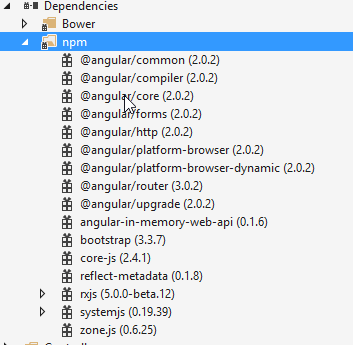 Dependencies
Bower
npm
@angular/common (2.0.2)
@angular/compiler (2.0.2)
@angular/core (2.0.2)
@angular/forms (2.0.2)
@angular/http (2.0.2)
@angular/platform-browser (2.0.2)
@angular/platform-browser-dynamic (2.0.2)
@angular/router (3.0.2)
@angular/upgrade (2.0.2)
angular-in-memory-web-api (0.1.6)
bootstrap (3.3.7)
core-js (2.4.1)
reflect-metadata (0.1.8)
rxjs (5.0.0-beta.12)
systemjs (0.19.39)
zone.js (0.6.25)